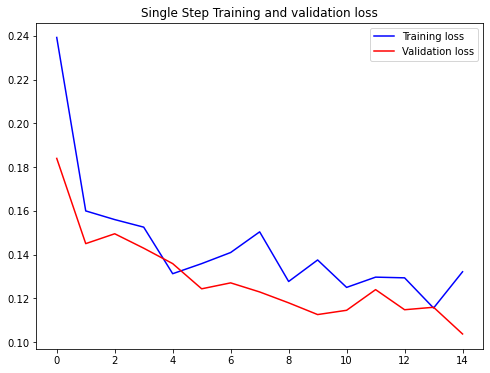 Single Step Training and validation loss
Training loss
Validation loss
0.24
0.22
0.20
0.18
0.16
0.14
0.12
0.10
0 2 4 6 8 10 12 14